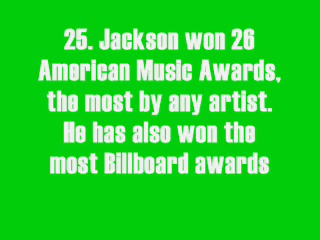 25. Jackson won 26
American Music Awards,
the most by any artist.
He has also won the
most Billboard awards